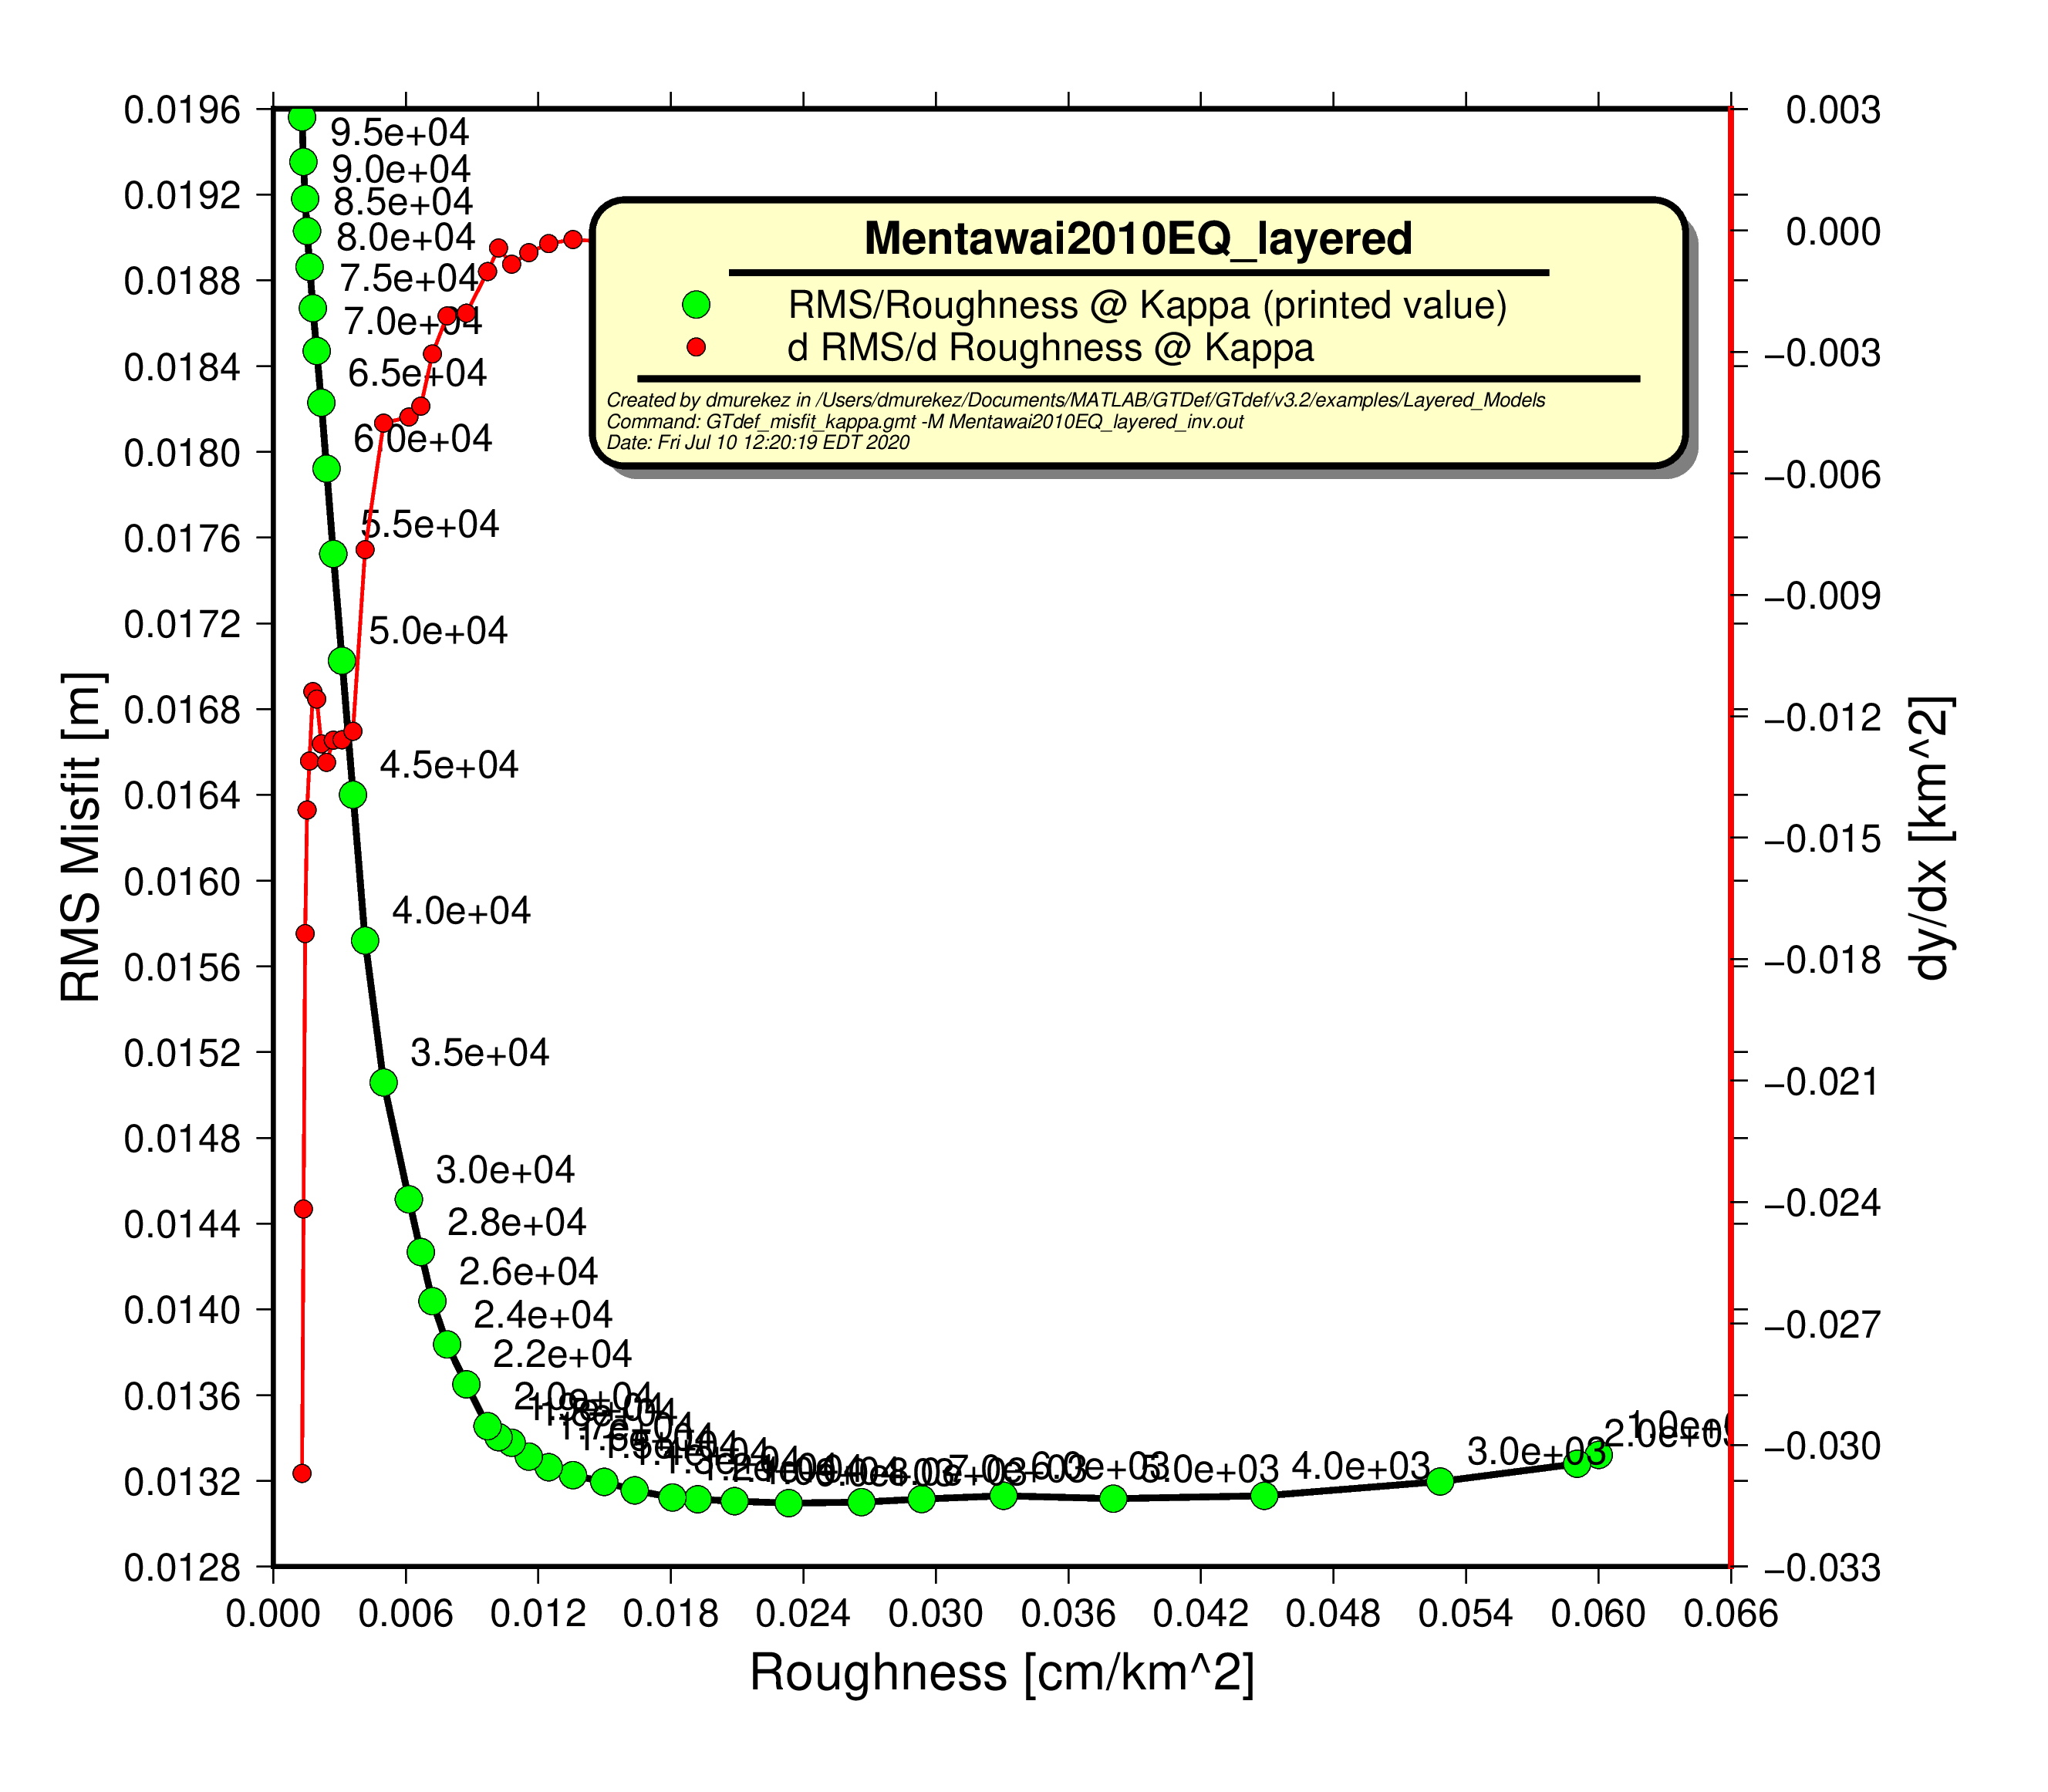 0.0196
0.0192
0.0188
0.0184
0.0180
0.0176
0.0172
0.0168
0.0164
0.0160
0.0156
0.0152
0.0148
0.0144
0.0140
0.0136
0.0132
0.0128
RMS Misfit [m]
9.5e+04
9.0e+04
8.5e+04
8.0e+04
7.5e+04
7.0e+04
6.5e+04
6.0e+04
5.5e+04
5.0e+04
4.5e+04
4.0e+04
3.5e+04
3.0e+04
2.8e+04
2.6e+04
2.4e+04
2.2e+04
2.0e+04
7.0e+03
6.0e+03
5.0e+03
4.0e+03
3.0e+03
Mentawai2010EQ_layered
RMS/Roughness @ Kappa (printed value)
d RMS/d Roughness @ Kappa
Created by dmurekez in /Users/dmurekez/Documents/MATLAB/GTDef/GTdef/v3.2/examples/Layered_Models
Command: GTdef_misfit_kappa.gmt -M Mentawai2010EQ_layered_inv.out
Date: Fri Jul 10 12:20:19 EDT 2020
0.003
0.000
−0.003
−0.006
−0.009
−0.012
−0.015
−0.018
−0.021
−0.024
−0.027
−0.030
−0.033
dy/dx [km^2]
0.000 0.006 0.012 0.018 0.024 0.030 0.036 0.042 0.048 0.054 0.060 0.066
Roughness [cm/km^2]